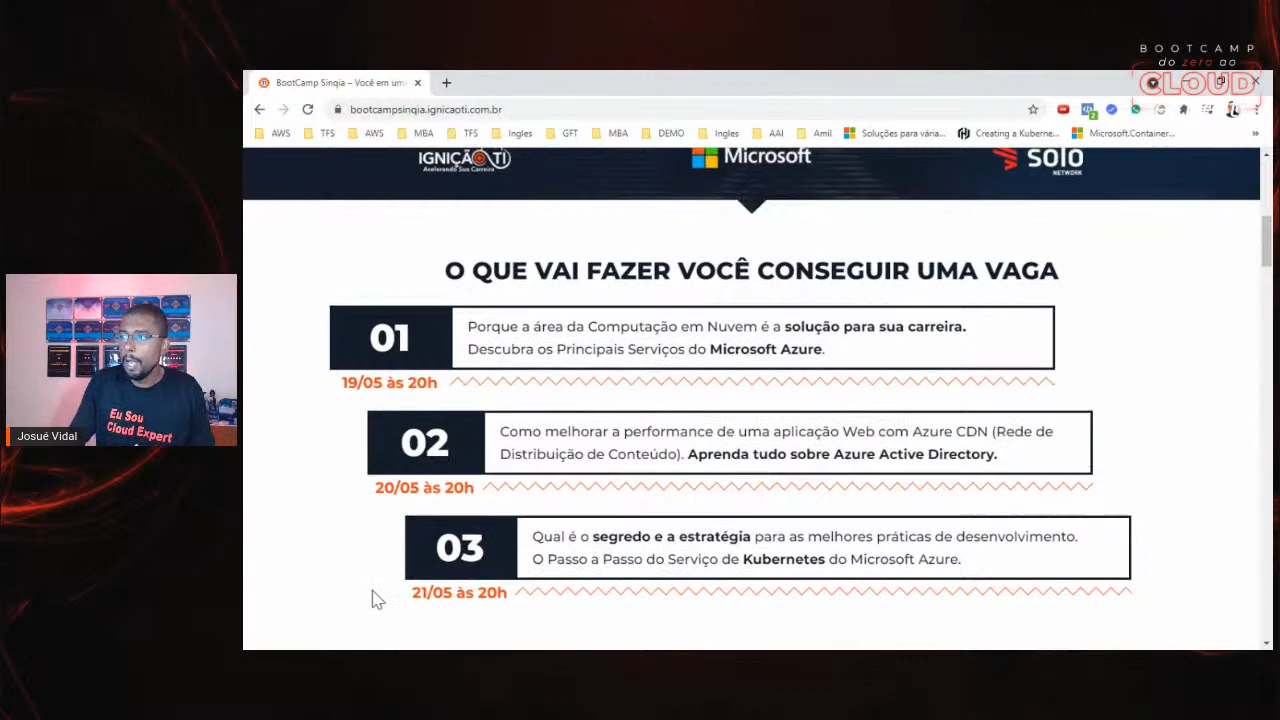 BOOTCAMP
do zero ao
CLOUD
BootCamp Sinqia – Você em um
bootcampsinqia.ignicaoti.com.br
AWS
TFS
AWS
MBA
TFS
Ingles
GFT
MBA
DEMO
Ingles
AAI
Amil
Soluções para vária...
Creating a Kuberne...
Microsoft.Container...
»
IGNIÇÃO TI
Acelerando Sua Carreira
Microsoft
SOLO
NETWORK
O QUE VAI FAZER VOCÊ CONSEGUIR UMA VAGA
01
Porque a área da Computação em Nuvem é a solução para sua carreira.
Descubra os Principais Serviços do Microsoft Azure.
19/05 às 20h
02
Como melhorar a performance de uma aplicação Web com Azure CDN (Rede de
Distribuição de Conteúdo). Aprenda tudo sobre Azure Active Directory.
20/05 às 20h
03
Qual é o segredo e a estratégia para as melhores práticas de desenvolvimento.
O Passo a Passo do Serviço de Kubernetes do Microsoft Azure.
21/05 às 20h
Eu Sou
Cloud Expert
Josué Vidal